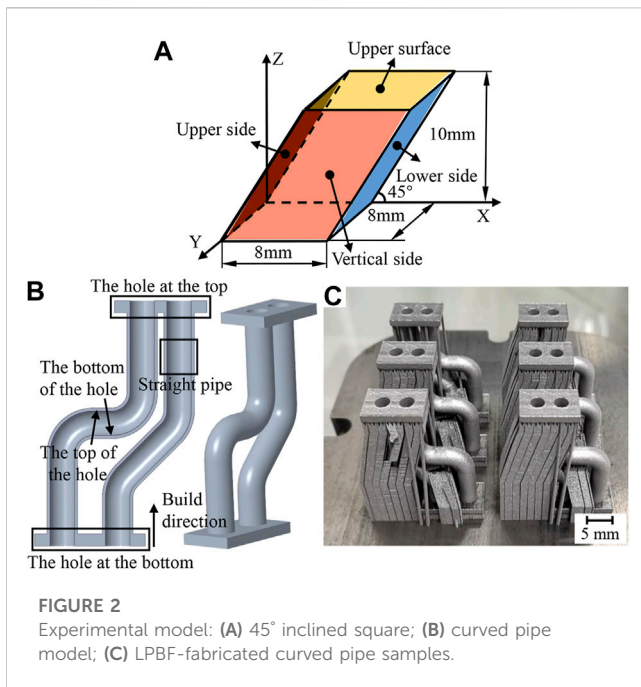 A
Z
Upper surface
Upper side
10mm
Lower side
45°
8mm
X
Y
8mm
Vertical side
B
The hole at the top
The bottom
of the hole
Straight pipe
The top of
the hole
Build
direction
The hole at the bottom
C
5 mm
FIGURE 2
Experimental model: (A) 45° inclined square; (B) curved pipe
model; (C) LPBF-fabricated curved pipe samples.